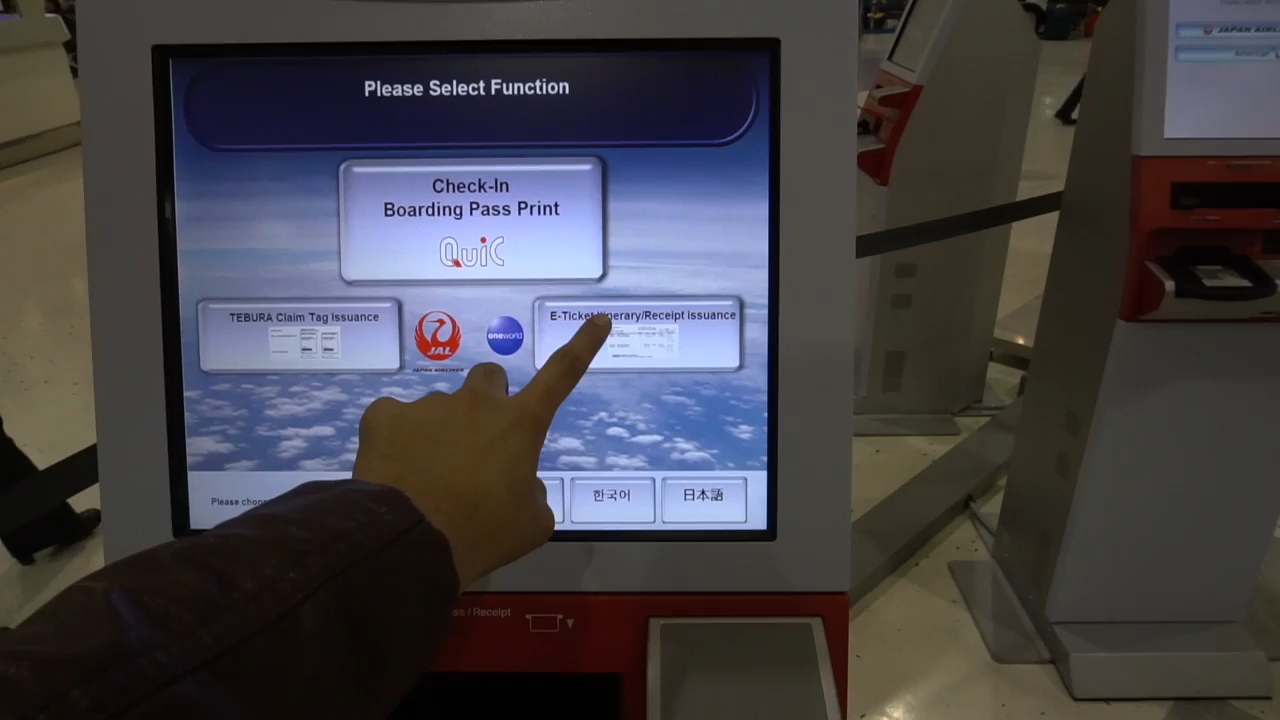 Please Select Function
Check-In
Boarding Pass Print
QuiC
TEBURA Claim Tag Issuance
JAL
JAPAN AIRLINES
oneworld
E-Ticket Itinerary/Receipt issuance
Please choose
한국어
日本語
/ Receipt
JAPAN AIRL